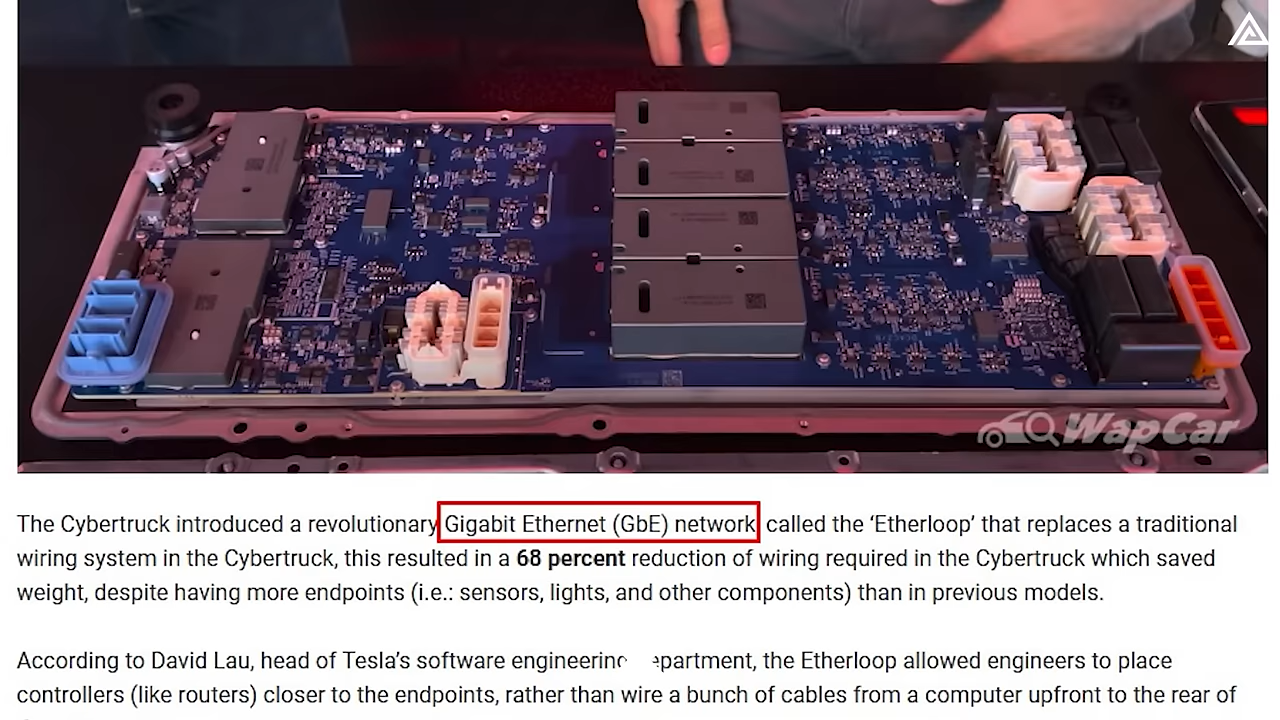 WapCar
The Cybertruck introduced a revolutionary Gigabit Ethernet (GbE) network called the ‘Etherloop’ that replaces a traditional
wiring system in the Cybertruck, this resulted in a 68 percent reduction of wiring required in the Cybertruck which saved
weight, despite having more endpoints (i.e.: sensors, lights, and other components) than in previous models.
According to David Lau, head of Tesla’s software engineering the Etherloop allowed engineers to place
controllers (like routers) closer to the endpoints, rather than wire a bunch of cables from a computer upfront to the rear of